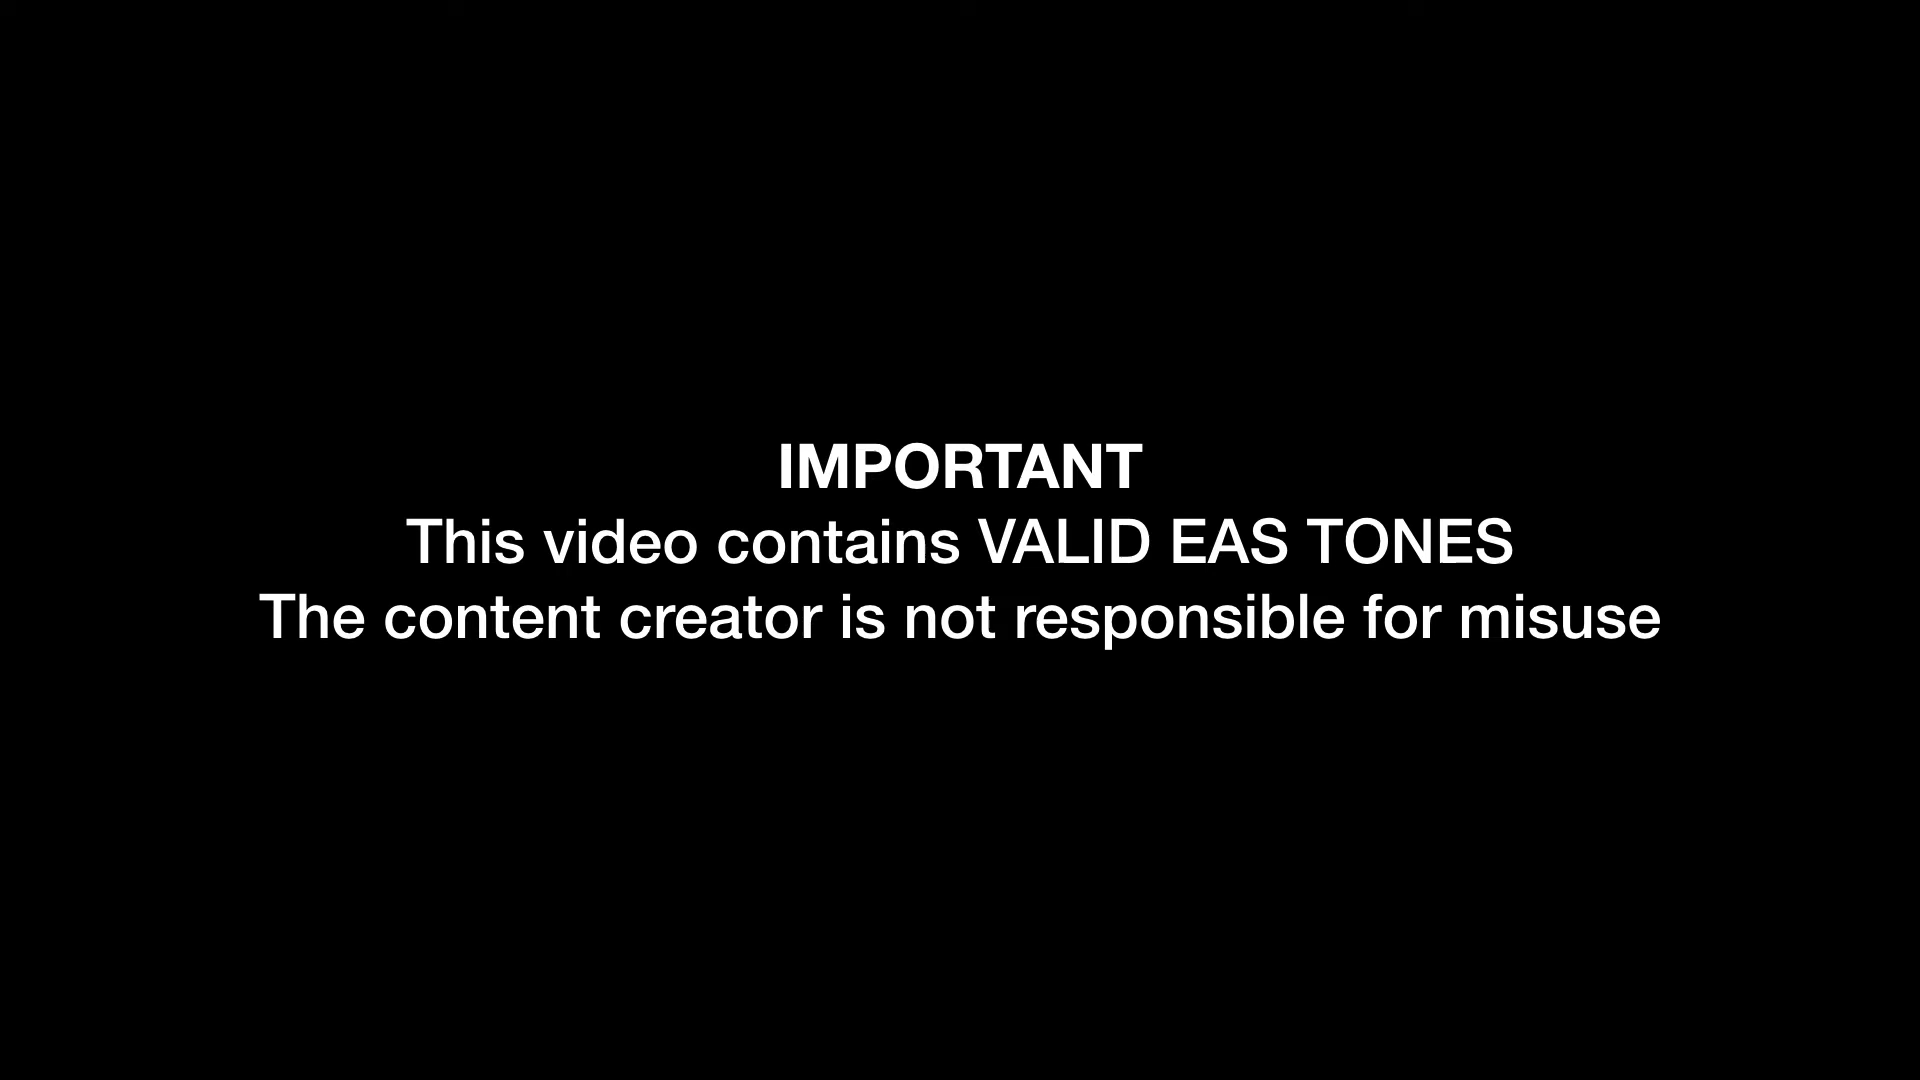 IMPORTANT
This video contains VALID EAS TONES
The content creator is not responsible for misuse